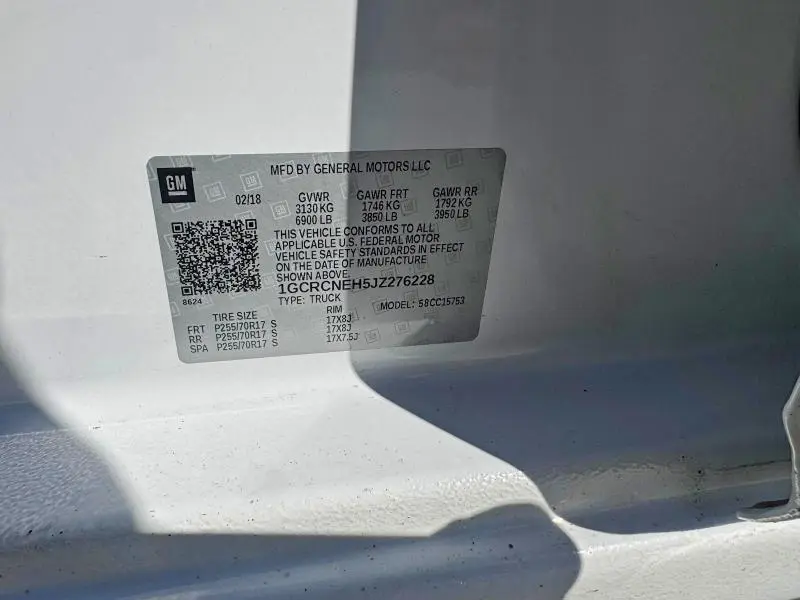 MFD BY GENERAL MOTORS LLC
GM
02/18
GVWR GAWR FRT GAWR RR
3130 KG 1746 KG 1792 KG
6900 LB 3850 LB 3950 LB
THIS VEHICLE CONFORMS TO ALL
APPLICABLE U.S. FEDERAL MOTOR
VEHICLE SAFETY STANDARDS IN EFFECT
ON THE DATE OF MANUFACTURE
SHOWN ABOVE.
8624
1GCRCNEH5JZ276228
TYPE: TRUCK MODEL: 58CC15753
TIRE SIZE RIM
FRT P255/70R17 S 17X8J
RR P255/70R17 S 17X8J
SPA P255/70R17 S 17X7.5J